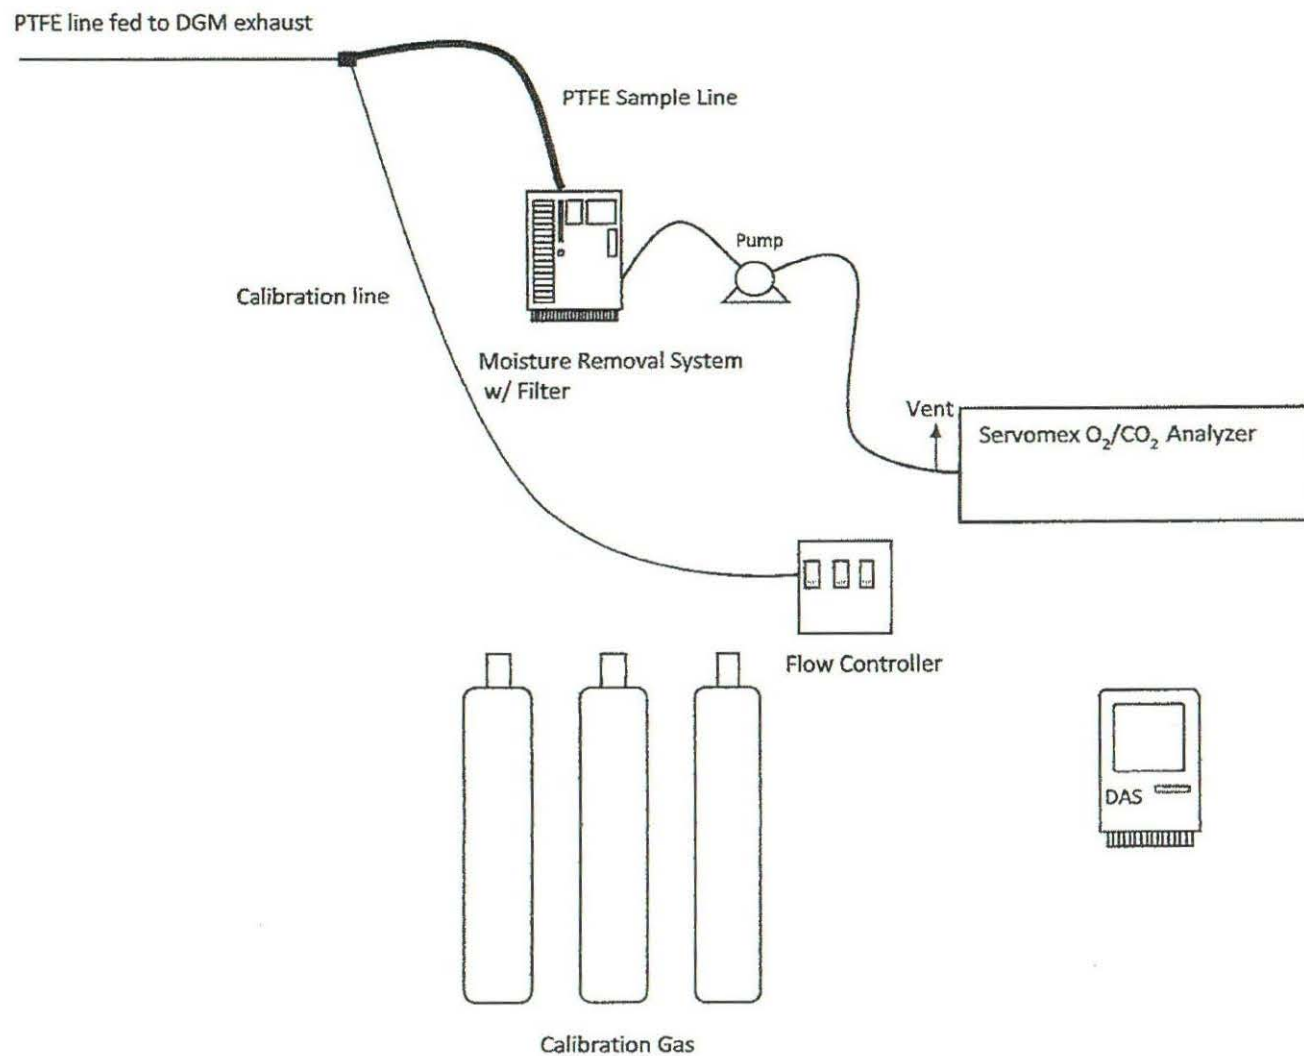 PTFE line fed to DGM exhaust
PTFE Sample Line
Pump
Calibration line
Moisture Removal System
w/ Filter
Vent
Servomex O₂/CO₂ Analyzer
Flow Controller
DAS
Calibration Gas